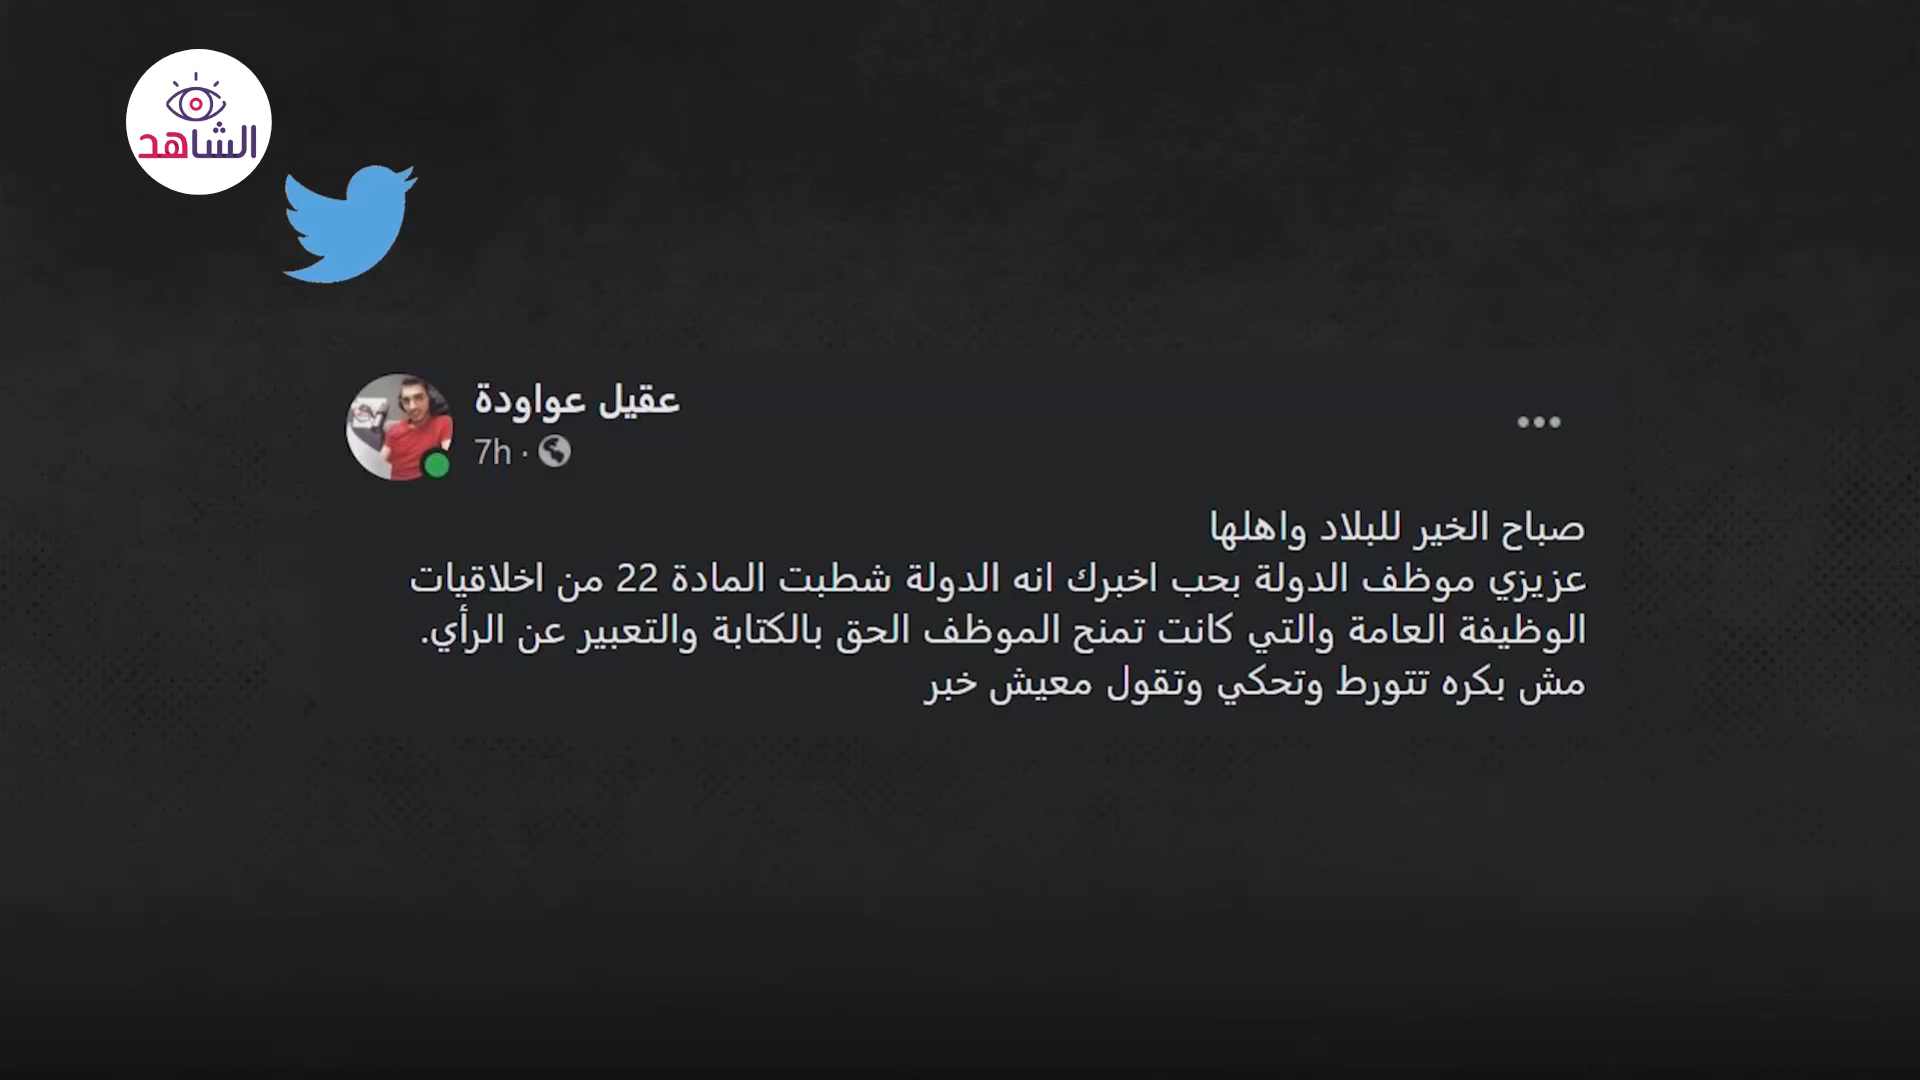 الشاهد
عقيل عواودة
7h ·
صباح الخير للبلاد واهلها
عزيزي موظف الدولة بحب اخبرك انه الدولة شطبت المادة 22 من اخلاقيات
الوظيفة العامة والتي كانت تمنح الموظف الحق بالكتابة والتعبير عن الرأي.
مش بكره تتورط وتحكي وتقول معيش خبر